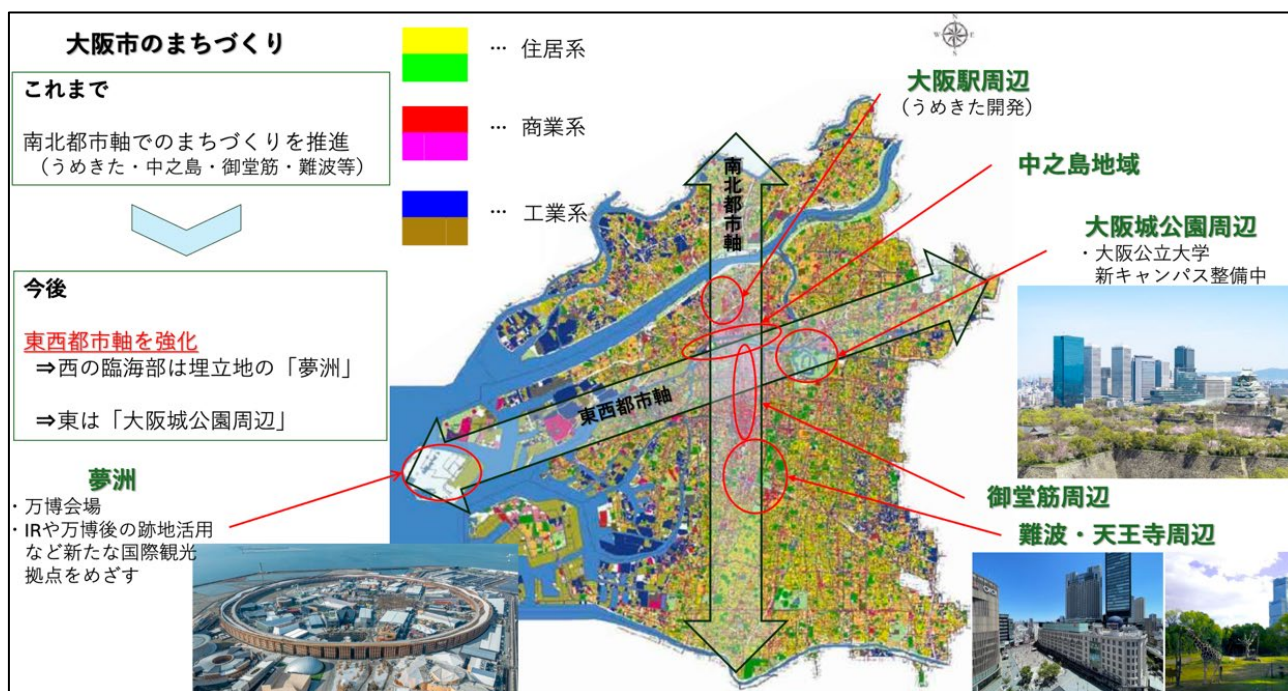 大阪市のまちづくり
これまで
南北都市軸でのまちづくりを推進
（うめきた・中之島・御堂筋・難波等）
今後
東西都市軸を強化
⇒西の臨海部は埋立地の「夢洲」
⇒東は「大阪城公園周辺」
… 住居系
… 商業系
… 工業系
N
W
E
S
南北都市軸
東西都市軸
大阪駅周辺
（うめきた開発）
中之島地域
大阪城公園周辺
・大阪公立大学
新キャンパス整備中
御堂筋周辺
難波・天王寺周辺
夢洲
・万博会場
・IRや万博後の跡地活用
など新たな国際観光
拠点をめざす